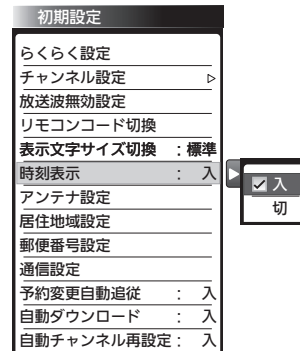 初期設定
らくらく設定
チャンネル設定 ▷
放送波無効設定
リモコンコード切換
表示文字サイズ切換 : 標準
時刻表示 : 入
☑ 入
切
アンテナ設定
居住地域設定
郵便番号設定
通信設定
予約変更自動追従 : 入
自動ダウンロード : 入
自動チャンネル再設定 : 入